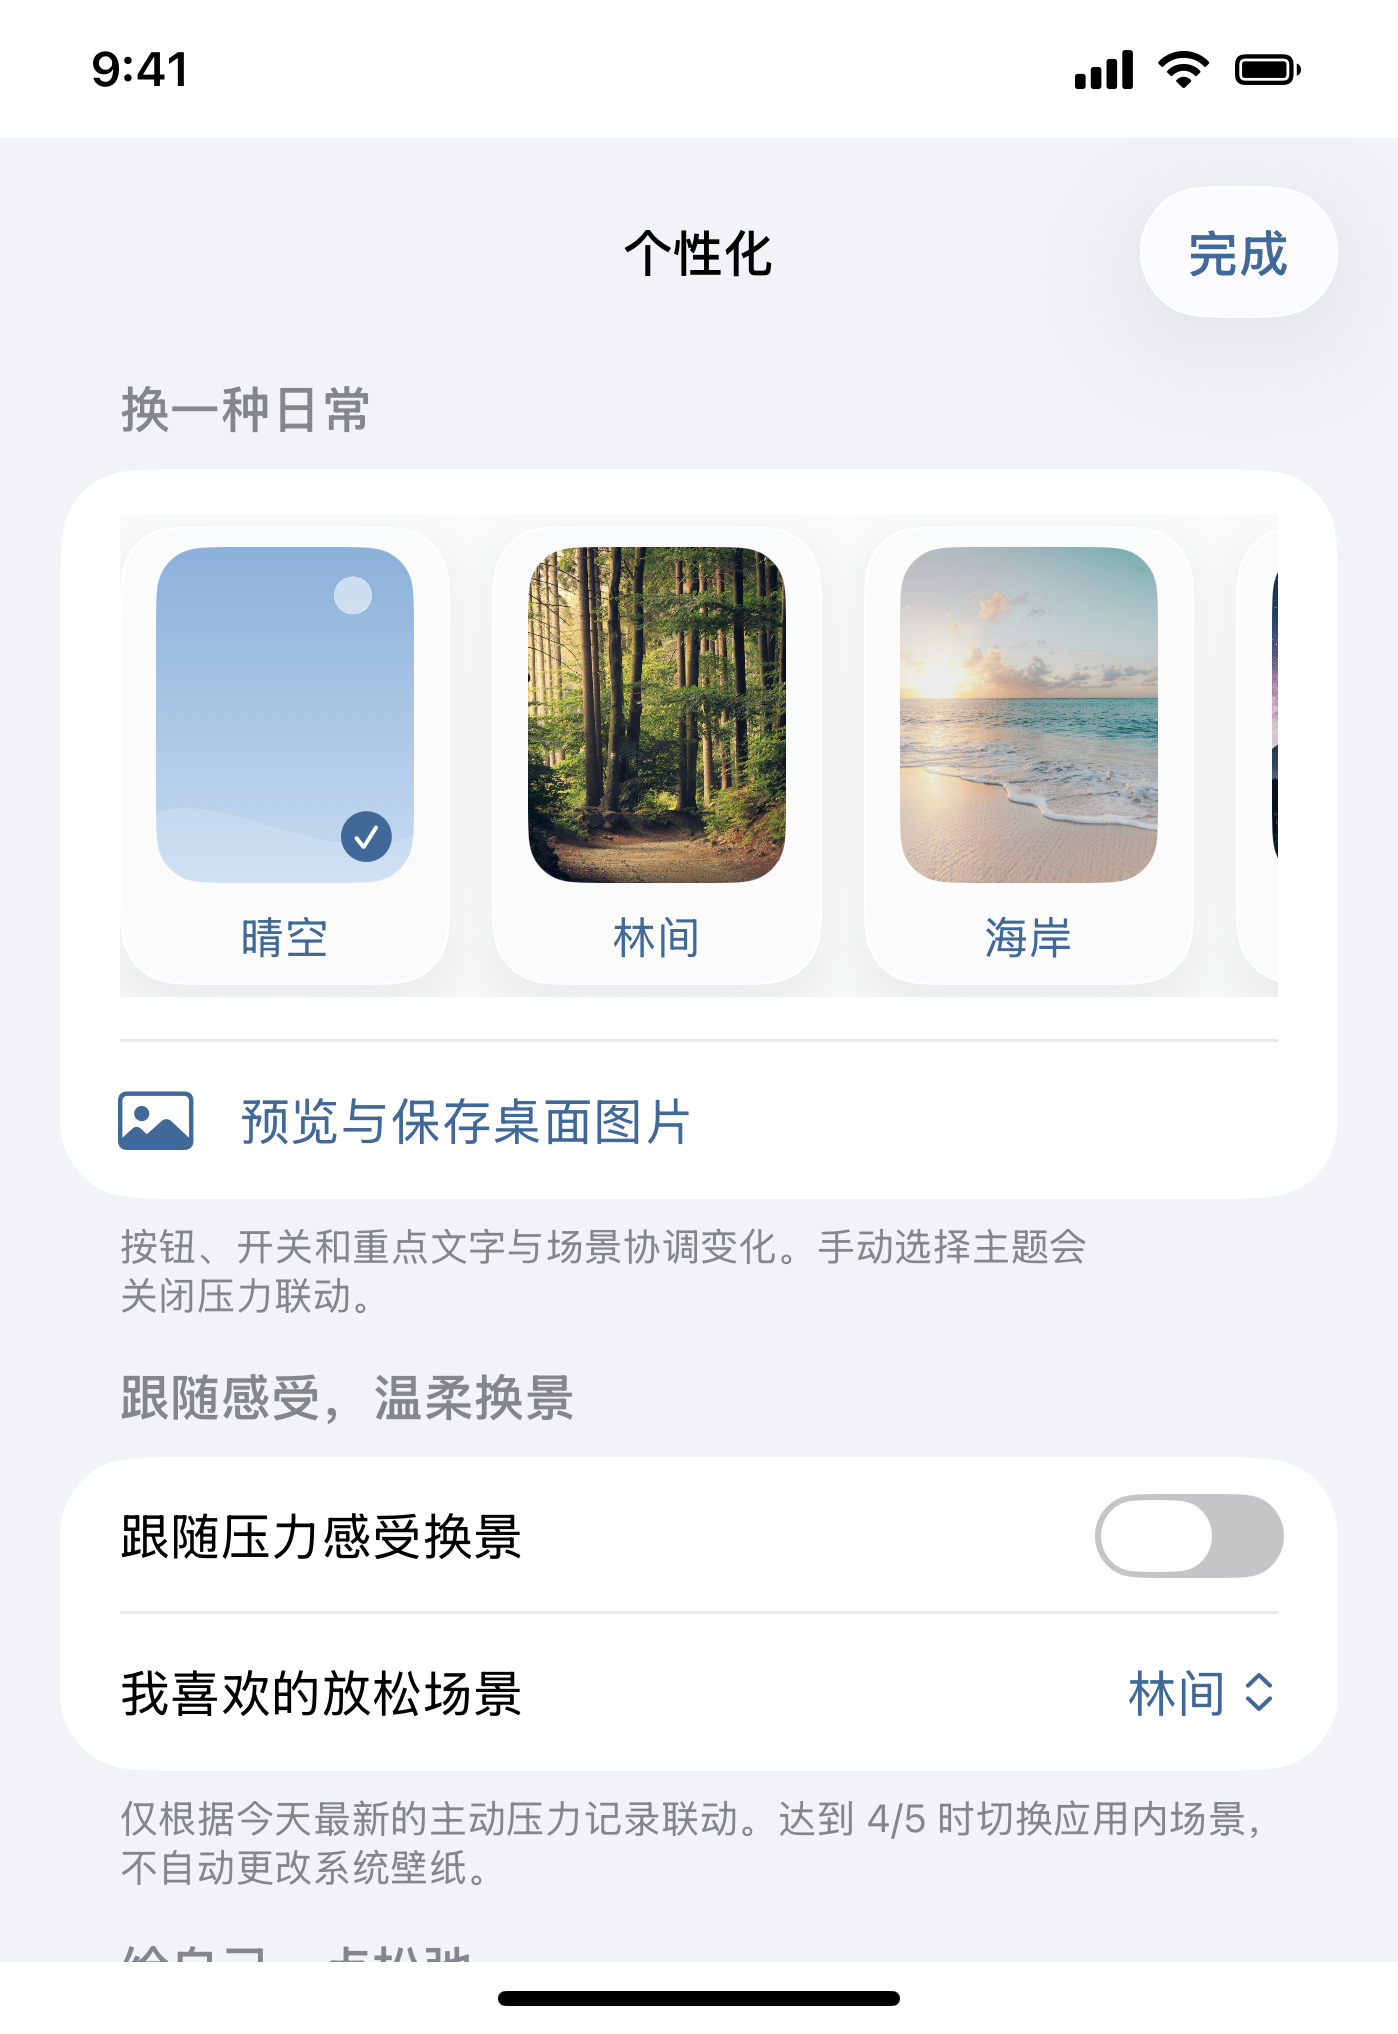 9:41
个性化
完成
换一种日常
晴空
林间
海岸
预览与保存桌面图片
按钮、开关和重点文字与场景协调变化。手动选择主题会
关闭压力联动。
跟随感受，温柔换景
跟随压力感受换景
我喜欢的放松场景
林间
仅根据今天最新的主动压力记录联动。达到 4/5 时切换应用内场景，
不自动更改系统壁纸。